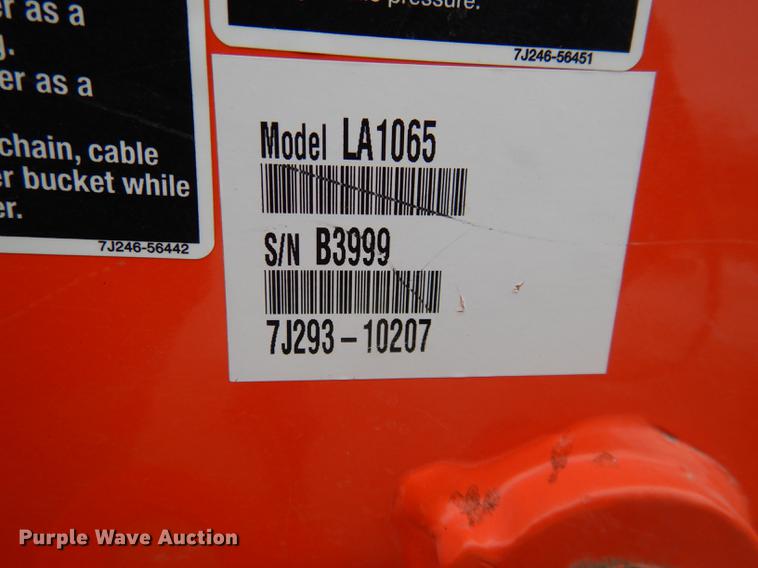 er as a
g.
er as a
chain, cable
er bucket while
er.
7J246-56442
pressure.
7J246-56451
Model LA1065
S/N B3999
7J293-10207
Purple Wave Auction